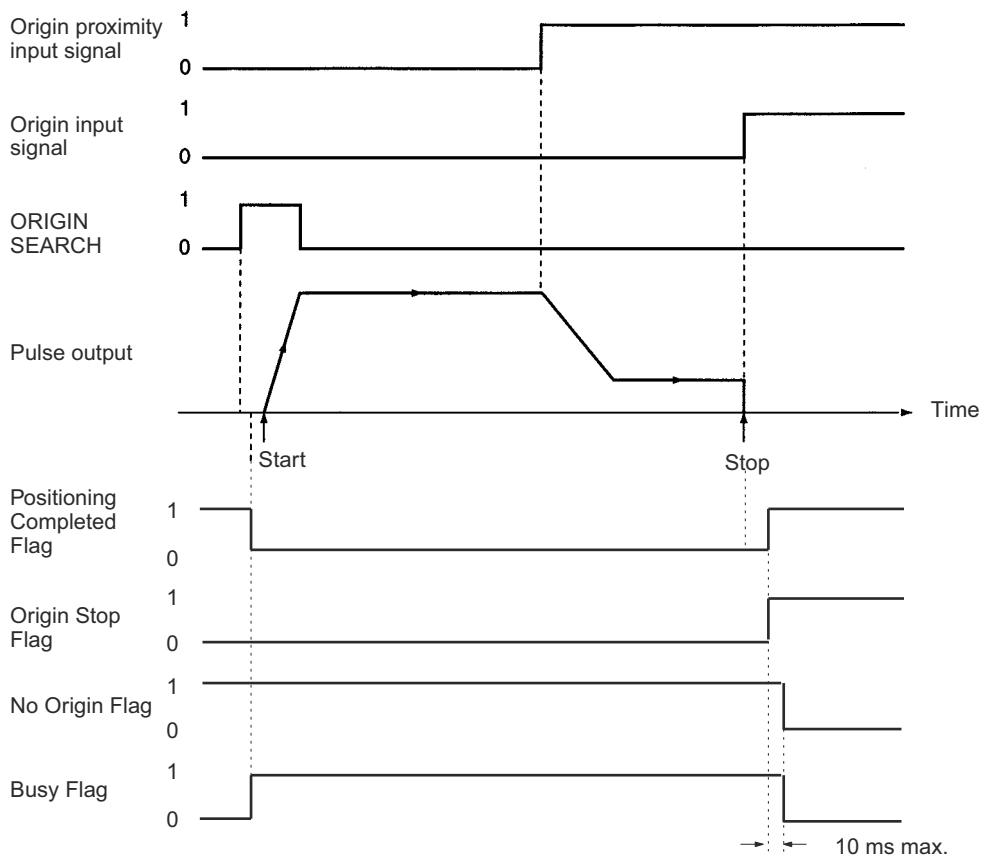 Origin proximity
input signal
1
0
Origin input
signal
1
0
ORIGIN
SEARCH
1
0
Pulse output
Time
Start
Stop
Positioning
Completed
Flag
1
0
Origin Stop
Flag
1
0
No Origin Flag
1
0
Busy Flag
1
0
10 ms max.